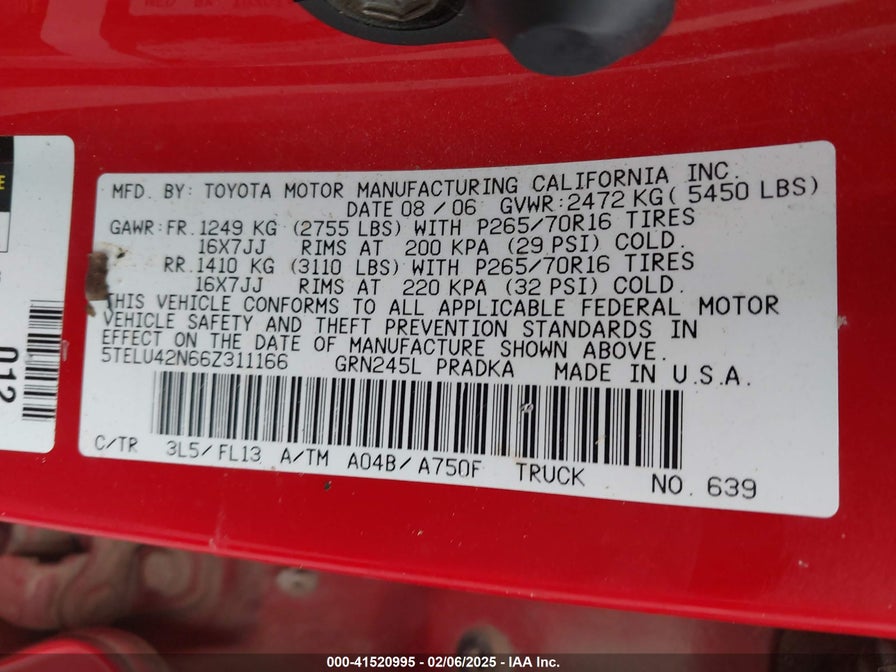 MFD. BY: TOYOTA MOTOR MANUFACTURING CALIFORNIA INC.
DATE 08 / 06 GVWR:2472 KG( 5450 LBS)
GAWR:FR.1249 KG (2755 LBS) WITH P265/70R16 TIRES
16X7JJ RIMS AT 200 KPA (29 PSI) COLD.
RR.1410 KG (3110 LBS) WITH P265/70R16 TIRES
16X7JJ RIMS AT 220 KPA (32 PSI) COLD.
THIS VEHICLE CONFORMS TO ALL APPLICABLE FEDERAL MOTOR
VEHICLE SAFETY AND THEFT PREVENTION STANDARDS IN
EFFECT ON THE DATE OF MANUFACTURE SHOWN ABOVE.
5TELU42N66Z311166 GRN245L PRADKA MADE IN U.S.A.
C/TR 3L5/FL13 A/TM A04B/A750F TRUCK NO. 639
012
000-41520995 - 02/06/2025 - IAA Inc.